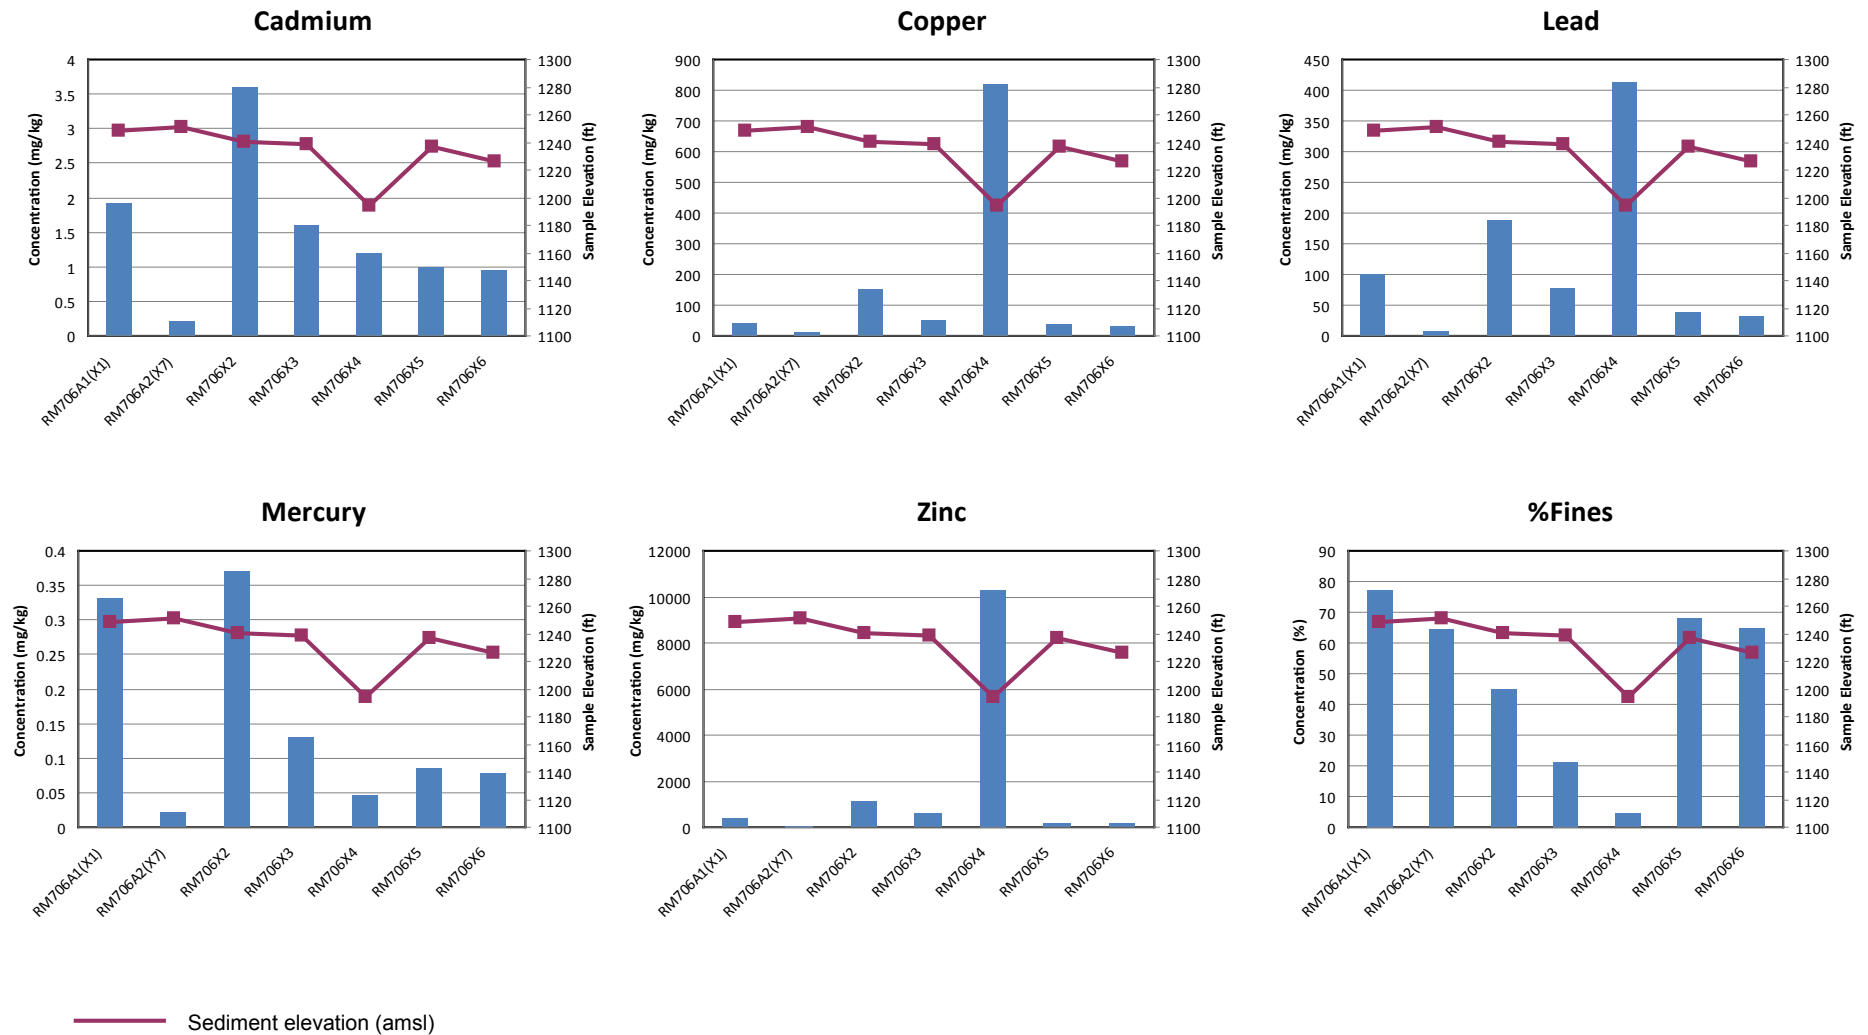 Cadmium
Concentration (mg/kg)
4
3.5
3
2.5
2
1.5
1
0.5
0
1300
1280
1260
1240
1220
1200
1180
1160
1140
1120
1100
Sample Elevation (ft)
RM706A1(X1)
RM706A2(X7)
RM706X2
RM706X3
RM706X4
RM706X5
RM706X6
Copper
Concentration (mg/kg)
900
800
700
600
500
400
300
200
100
0
1300
1280
1260
1240
1220
1200
1180
1160
1140
1120
1100
Sample Elevation (ft)
RM706A1(X1)
RM706A2(X7)
RM706X2
RM706X3
RM706X4
RM706X5
RM706X6
Lead
Concentration (mg/kg)
450
400
350
300
250
200
150
100
50
0
1300
1280
1260
1240
1220
1200
1180
1160
1140
1120
1100
Sample Elevation (ft)
RM706A1(X1)
RM706A2(X7)
RM706X2
RM706X3
RM706X4
RM706X5
RM706X6
Mercury
Concentration (mg/kg)
0.4
0.35
0.3
0.25
0.2
0.15
0.1
0.05
0
1300
1280
1260
1240
1220
1200
1180
1160
1140
1120
1100
Sample Elevation (ft)
RM706A1(X1)
RM706A2(X7)
RM706X2
RM706X3
RM706X4
RM706X5
RM706X6
Zinc
Concentration (mg/kg)
12000
10000
8000
6000
4000
2000
0
1300
1280
1260
1240
1220
1200
1180
1160
1140
1120
1100
Sample Elevation (ft)
RM706A1(X1)
RM706A2(X7)
RM706X2
RM706X3
RM706X4
RM706X5
RM706X6
%Fines
Concentration (%)
90
80
70
60
50
40
30
20
10
0
1300
1280
1260
1240
1220
1200
1180
1160
1140
1120
1100
Sample Elevation (ft)
RM706A1(X1)
RM706A2(X7)
RM706X2
RM706X3
RM706X4
RM706X5
RM706X6
Sediment elevation (amsl)